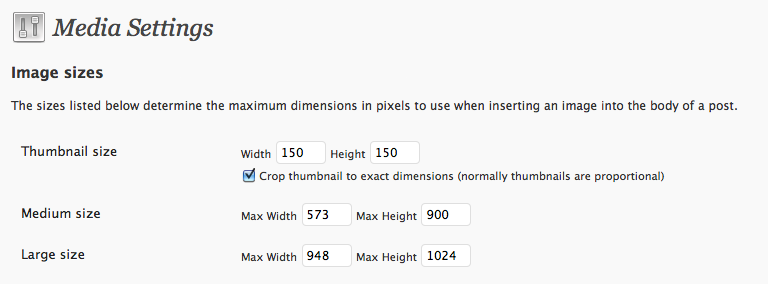 Media Settings
Image sizes
The sizes listed below determine the maximum dimensions in pixels to use when inserting an image into the body of a post.
Thumbnail size Width 150 Height 150
Crop thumbnail to exact dimensions (normally thumbnails are proportional)
Medium size Max Width 573 Max Height 900
Large size Max Width 948 Max Height 1024